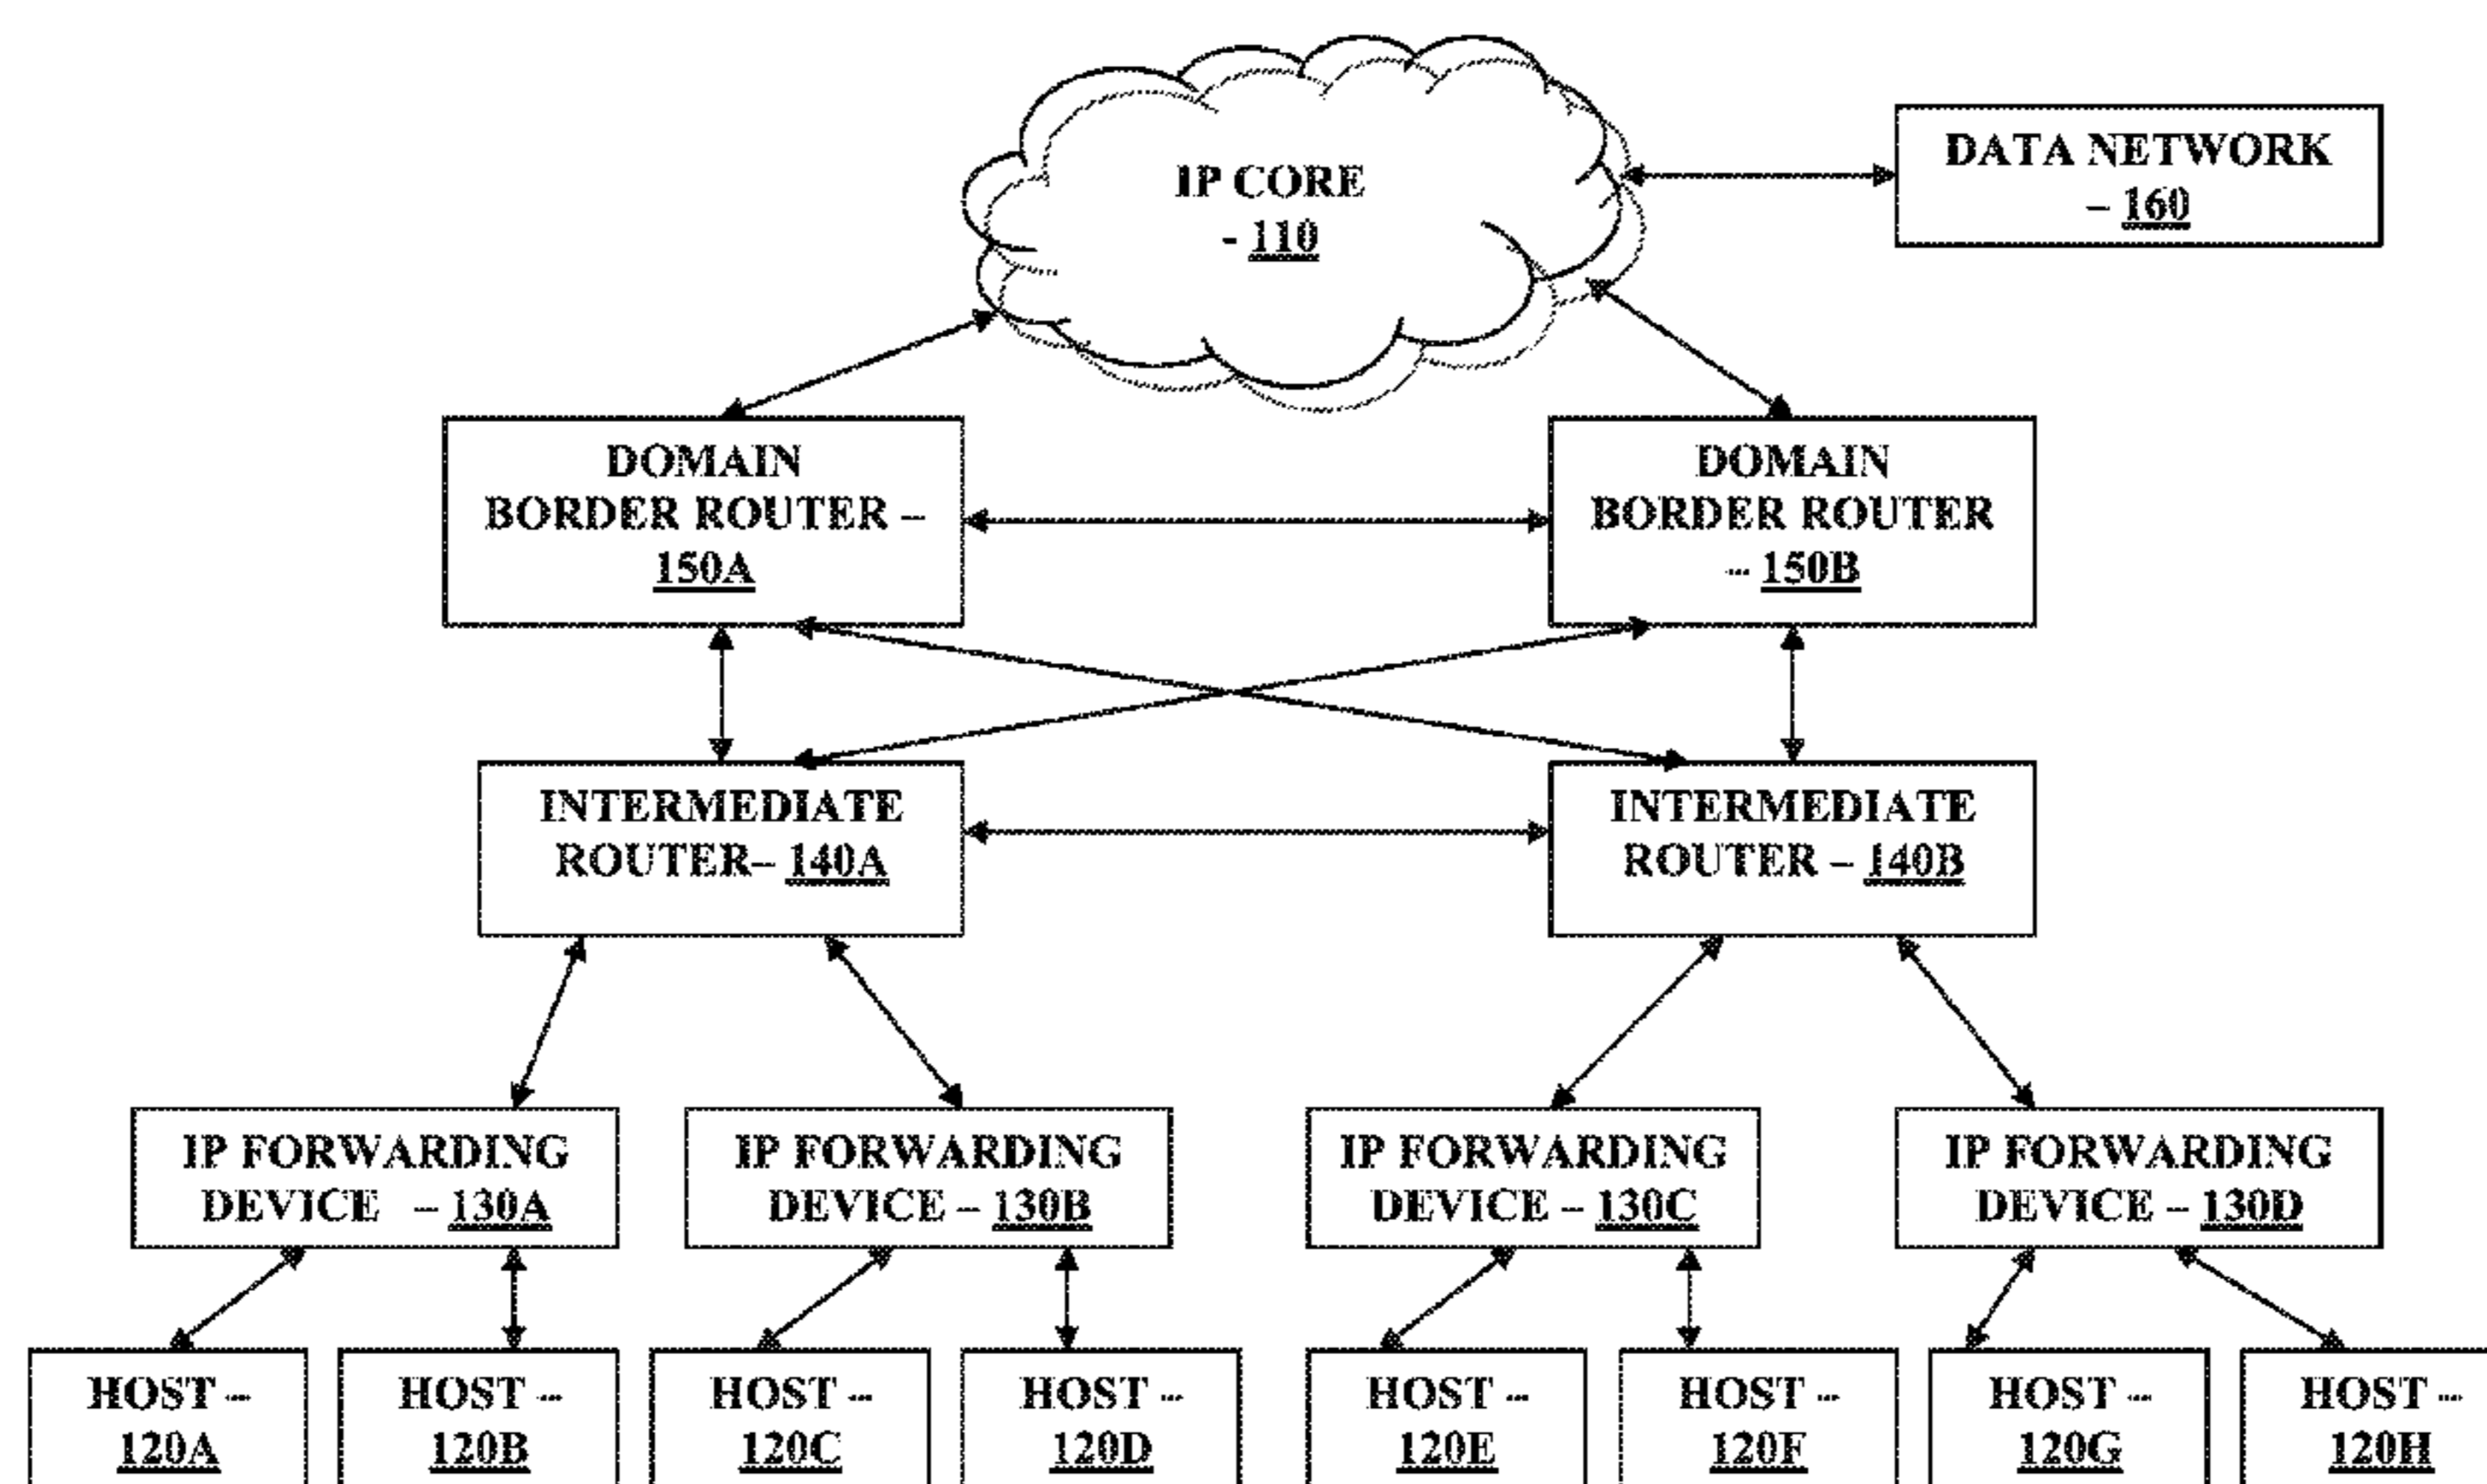 IP CORE
- 110
DATA NETWORK
– 160
DOMAIN
BORDER ROUTER –
150A
DOMAIN
BORDER ROUTER
– 150B
INTERMEDIATE
ROUTER– 140A
INTERMEDIATE
ROUTER – 140B
IP FORWARDING
DEVICE – 130A
IP FORWARDING
DEVICE – 130B
IP FORWARDING
DEVICE – 130C
IP FORWARDING
DEVICE – 130D
HOST –
120A
HOST –
120B
HOST –
120C
HOST –
120D
HOST –
120E
HOST –
120F
HOST –
120G
HOST –
120H